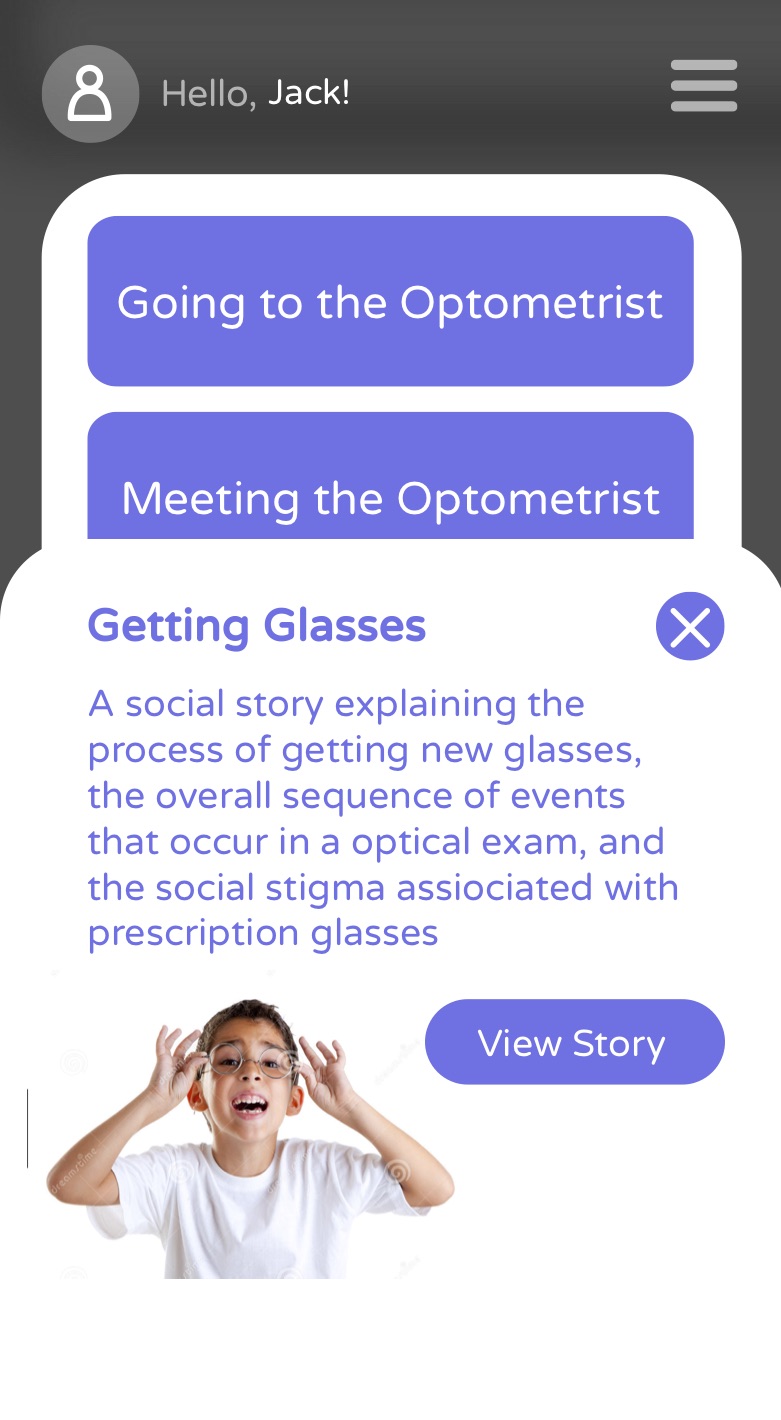 Hello, Jack!
Going to the Optometrist
Meeting the Optometrist
Getting Glasses
A social story explaining the
process of getting new glasses,
the overall sequence of events
that occur in a optical exam, and
the social stigma assiociated with
prescription glasses
View Story
dreamstime